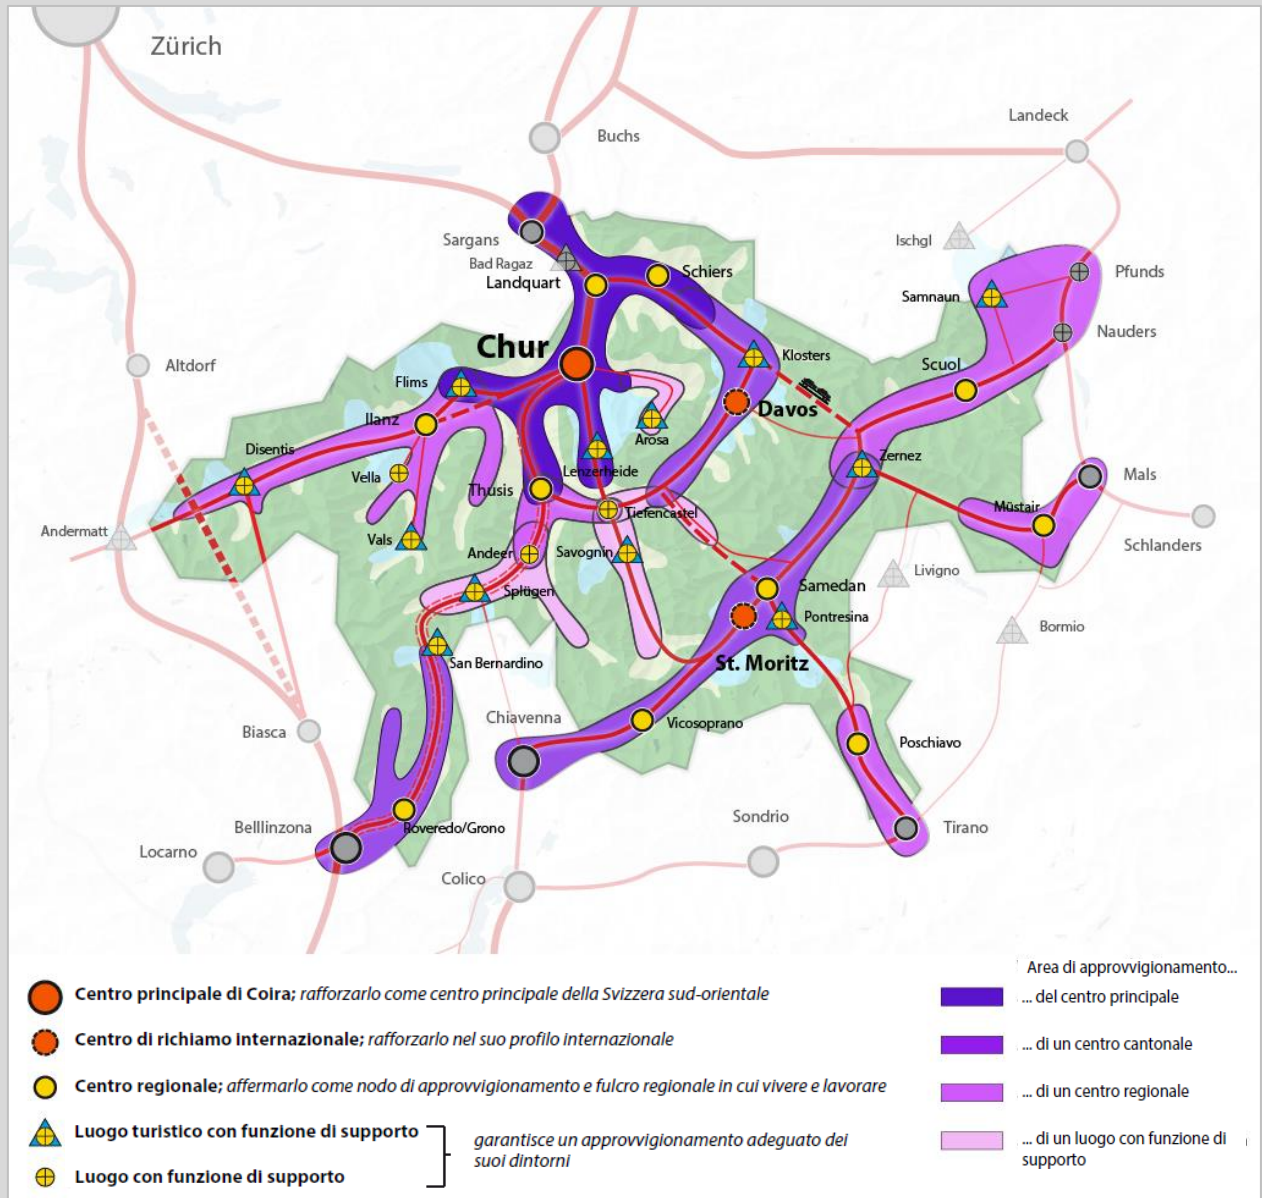 Zürich
Buchs
Landeck
Sargans
Bad Ragaz
Landquart
Schiers
Ischgl
Samnaun
Pfunds
Nauders
Chur
Altdorf
Flims
Klosters
Scuol
Davos
Ilanz
Arosa
Disentis
Vella
Lenzerheide
Zernez
Mals
Thusis
Tiefencastel
Müstair
Andermatt
Vals
Andeer
Savognin
Schlanders
Livigno
Splügen
Samedan
Pontresina
Bormio
San Bernardino
St. Moritz
Chiavenna
Vicosoprano
Biasca
Poschiavo
Belllinzona
Roveredo/Grono
Sondrio
Tirano
Locarno
Colico
Centro principale di Coira; rafforzarlo come centro principale della Svizzera sud-orientale
Centro di richiamo internazionale; rafforzarlo nel suo profilo internazionale
Centro regionale; affermarlo come nodo di approvvigionamento e fulcro regionale in cui vivere e lavorare
Luogo turistico con funzione di supporto
Luogo con funzione di supporto
garantisce un approvvigionamento adeguato dei
suoi dintorni
Area di approvvigionamento...
... del centro principale
... di un centro cantonale
... di un centro regionale
... di un luogo con funzione di
supporto